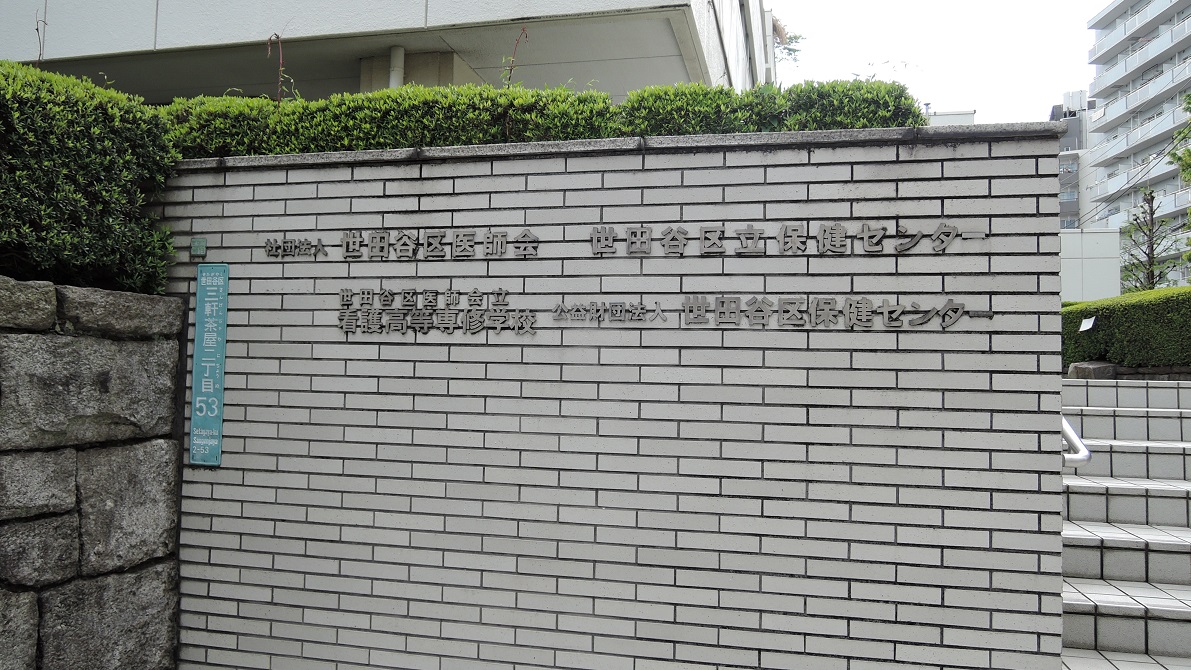 社団法人 世田谷区医師会 世田谷区立保健センター
世田谷区医師会立
看護高等専修学校 公益財団法人 世田谷区保健センター
世田谷区
三軒茶屋二丁目
53
Setagaya-ku
Sangenjaya
2-53